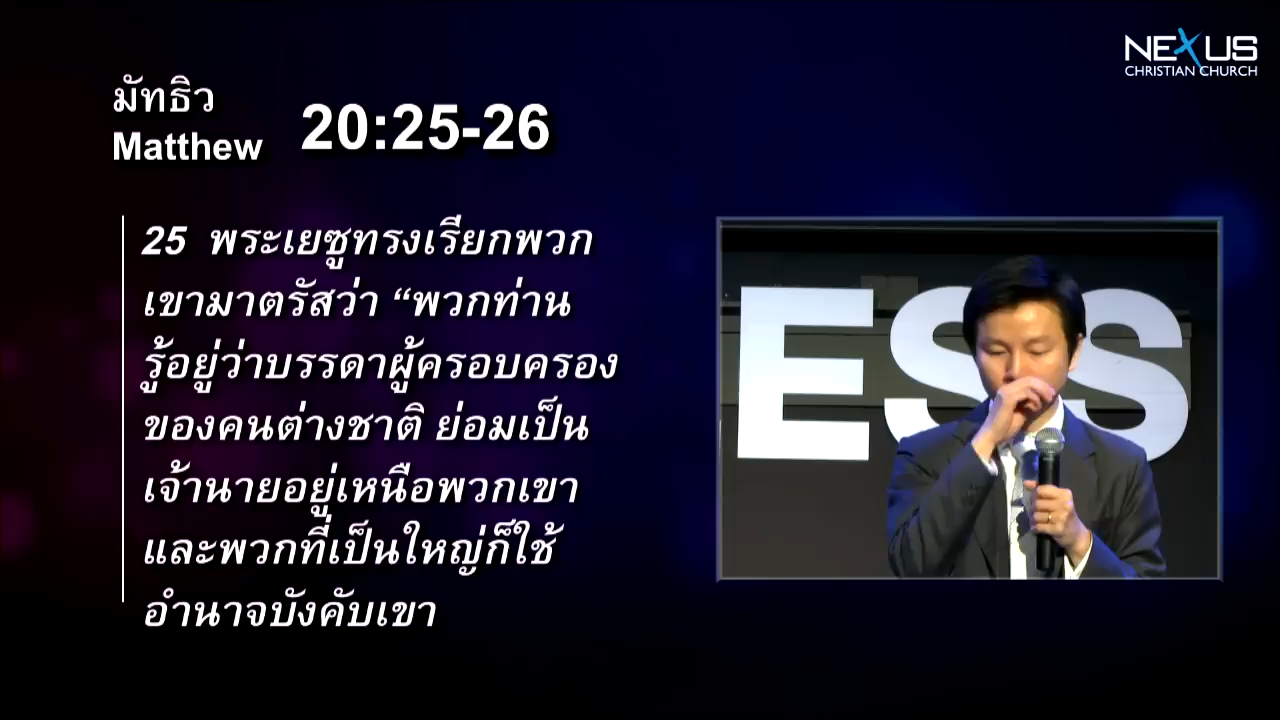 มัทธิว
Matthew 20:25-26
NEXUS
CHRISTIAN CHURCH
25 พระเยซูทรงเรียกพวก
เขามาตรัสว่า “พวกท่าน
รู้อยู่ว่าบรรดาผู้ครอบครอง
ของคนต่างชาติ ย่อมเป็น
เจ้านายอยู่เหนือพวกเขา
และพวกที่เป็นใหญ่ก็ใช้
อำนาจบังคับเขา
ESS